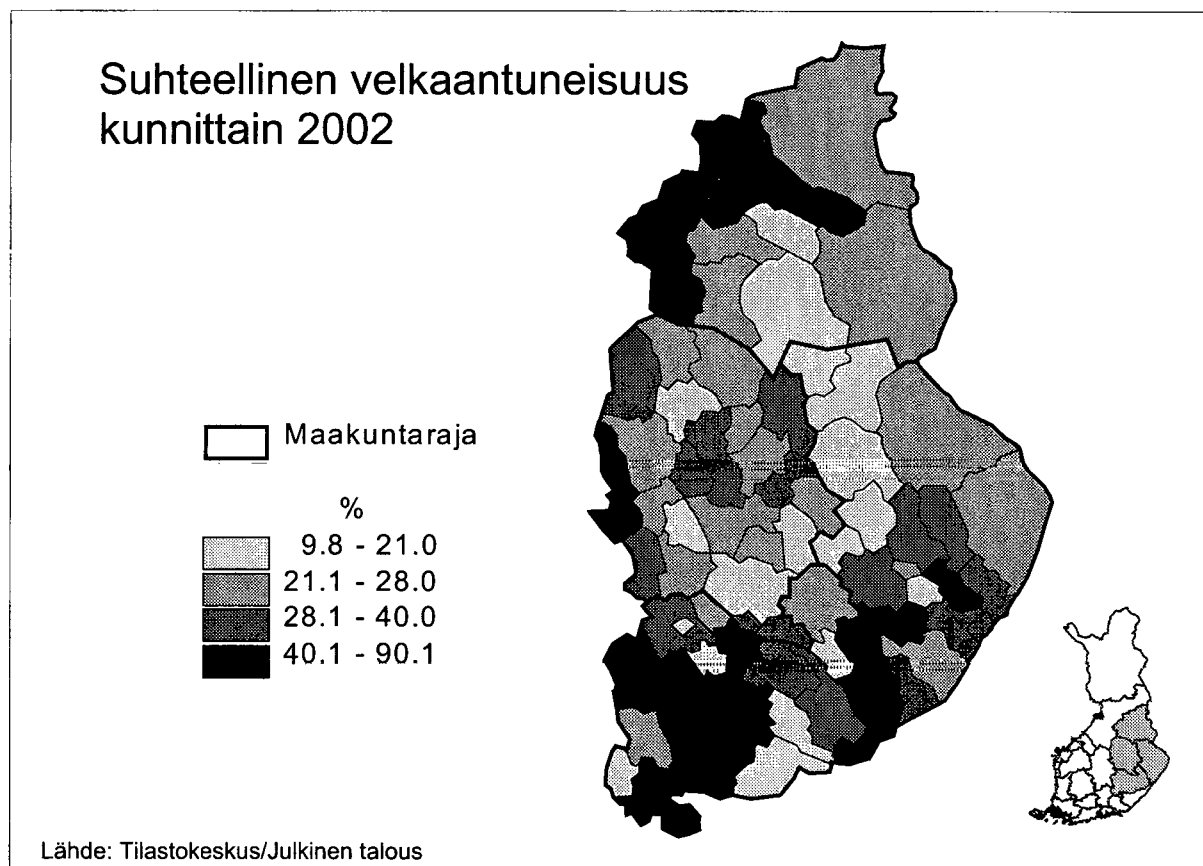 Suhteellinen velkaantuneisuus
kunnittain 2002
Maakuntaraja
%
9.8 - 21.0
21.1 - 28.0
28.1 - 40.0
40.1 - 90.1
Lähde: Tilastokeskus/Julkinen talous